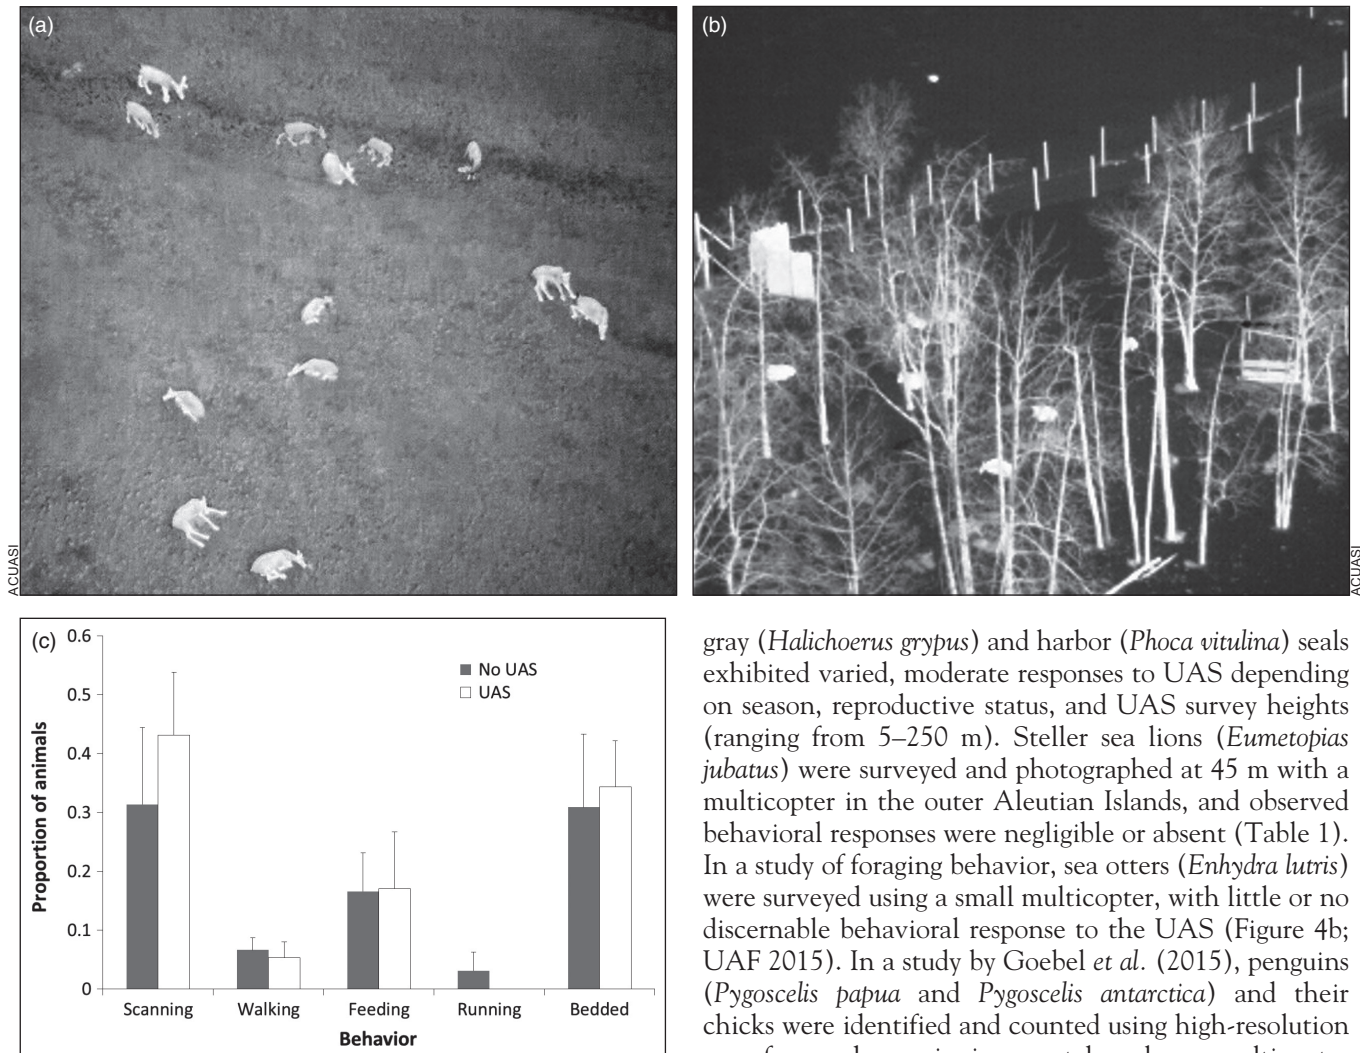 (a)
(b)
ACUASI
ACUASI
(c)
0.6
0.5
0.4
0.3
0.2
0.1
0
Proportion of animals
No UAS
UAS
Scanning Walking Feeding Running Bedded
Behavior
gray (Halichoerus grypus) and harbor (Phoca vitulina) seals
exhibited varied, moderate responses to UAS depending
on season, reproductive status, and UAS survey heights
(ranging from 5–250 m). Steller sea lions (Eumetopias
jubatus) were surveyed and photographed at 45 m with a
multicopter in the outer Aleutian Islands, and observed
behavioral responses were negligible or absent (Table 1).
In a study of foraging behavior, sea otters (Enhydra lutris)
were surveyed using a small multicopter, with little or no
discernable behavioral response to the UAS (Figure 4b;
UAF 2015). In a study by Goebel et al. (2015), penguins
(Pygoscelis papua and Pygoscelis antarctica) and their
chicks were identified and counted using high-resolution